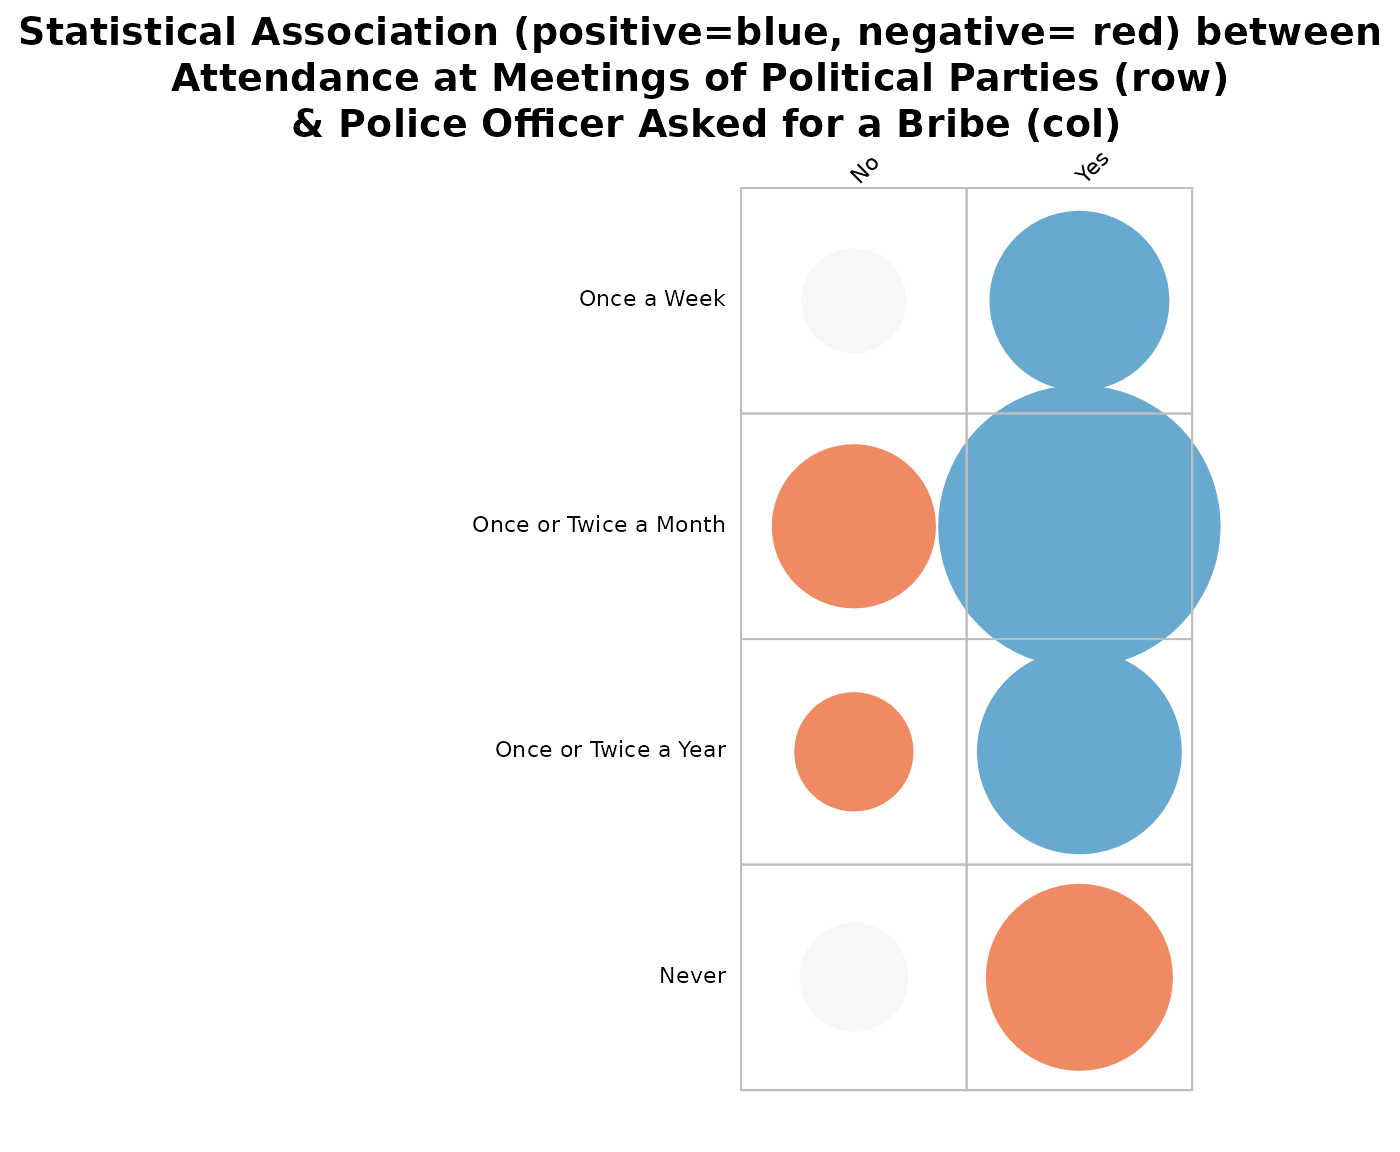 Statistical Association (positive=blue, negative= red) between
Attendance at Meetings of Political Parties (row)
& Police Officer Asked for a Bribe (col)
No
Yes
Once a Week
Once or Twice a Month
Once or Twice a Year
Never